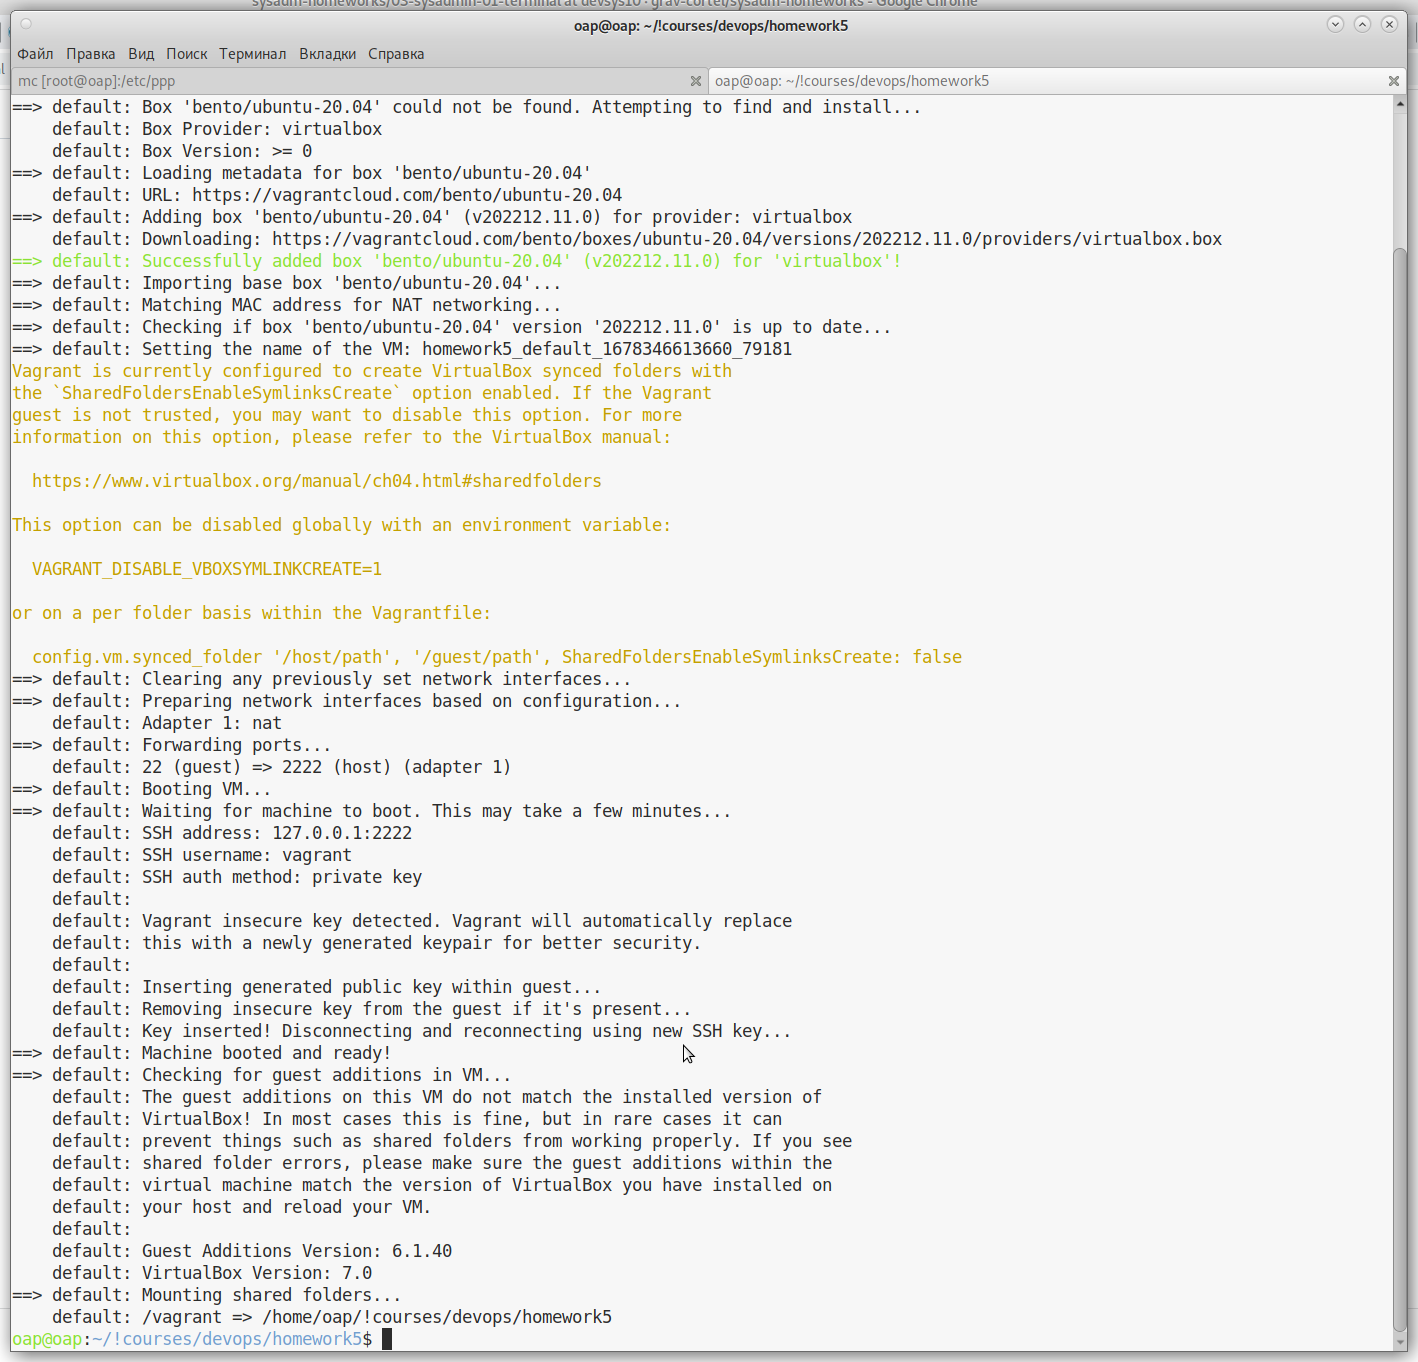 sysadm-homeworks/03-sysadmin-01-terminal at devsys10 · grav-cortel/sysadm-homeworks - Google Chrome
oap@oap: ~/!courses/devops/homework5
Файл Правка Вид Поиск Терминал Вкладки Справка
mc [root@oap]:/etc/ppp
oap@oap: ~/!courses/devops/homework5
==> default: Box 'bento/ubuntu-20.04' could not be found. Attempting to find and install...
    default: Box Provider: virtualbox
    default: Box Version: >= 0
==> default: Loading metadata for box 'bento/ubuntu-20.04'
    default: URL: https://vagrantcloud.com/bento/ubuntu-20.04
==> default: Adding box 'bento/ubuntu-20.04' (v202212.11.0) for provider: virtualbox
    default: Downloading: https://vagrantcloud.com/bento/boxes/ubuntu-20.04/versions/202212.11.0/providers/virtualbox.box
==> default: Successfully added box 'bento/ubuntu-20.04' (v202212.11.0) for 'virtualbox'!
==> default: Importing base box 'bento/ubuntu-20.04'...
==> default: Matching MAC address for NAT networking...
==> default: Checking if box 'bento/ubuntu-20.04' version '202212.11.0' is up to date...
==> default: Setting the name of the VM: homework5_default_1678346613660_79181
Vagrant is currently configured to create VirtualBox synced folders with
the `SharedFoldersEnableSymlinksCreate` option enabled. If the Vagrant
guest is not trusted, you may want to disable this option. For more
information on this option, please refer to the VirtualBox manual:
  https://www.virtualbox.org/manual/ch04.html#sharedfolders
This option can be disabled globally with an environment variable:
  VAGRANT_DISABLE_VBOXSYMLINKCREATE=1
or on a per folder basis within the Vagrantfile:
  config.vm.synced_folder '/host/path', '/guest/path', SharedFoldersEnableSymlinksCreate: false
==> default: Clearing any previously set network interfaces...
==> default: Preparing network interfaces based on configuration...
    default: Adapter 1: nat
==> default: Forwarding ports...
    default: 22 (guest) => 2222 (host) (adapter 1)
==> default: Booting VM...
==> default: Waiting for machine to boot. This may take a few minutes...
    default: SSH address: 127.0.0.1:2222
    default: SSH username: vagrant
    default: SSH auth method: private key
    default:
    default: Vagrant insecure key detected. Vagrant will automatically replace
    default: this with a newly generated keypair for better security.
    default:
    default: Inserting generated public key within guest...
    default: Removing insecure key from the guest if it's present...
    default: Key inserted! Disconnecting and reconnecting using new SSH key...
==> default: Machine booted and ready!
==> default: Checking for guest additions in VM...
    default: The guest additions on this VM do not match the installed version of
    default: VirtualBox! In most cases this is fine, but in rare cases it can
    default: prevent things such as shared folders from working properly. If you see
    default: shared folder errors, please make sure the guest additions within the
    default: virtual machine match the version of VirtualBox you have installed on
    default: your host and reload your VM.
    default:
    default: Guest Additions Version: 6.1.40
    default: VirtualBox Version: 7.0
==> default: Mounting shared folders...
    default: /vagrant => /home/oap/!courses/devops/homework5
oap@oap:~/!courses/devops/homework5$